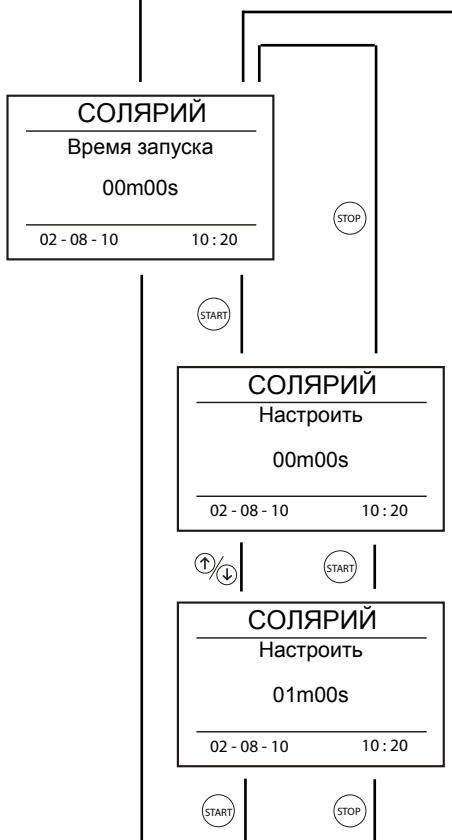 СОЛЯРИЙ
Время запуска
00m00s
02 - 08 - 10 10 : 20
STOP
START
СОЛЯРИЙ
Настроить
00m00s
02 - 08 - 10 10 : 20
START
СОЛЯРИЙ
Настроить
01m00s
02 - 08 - 10 10 : 20
START STOP